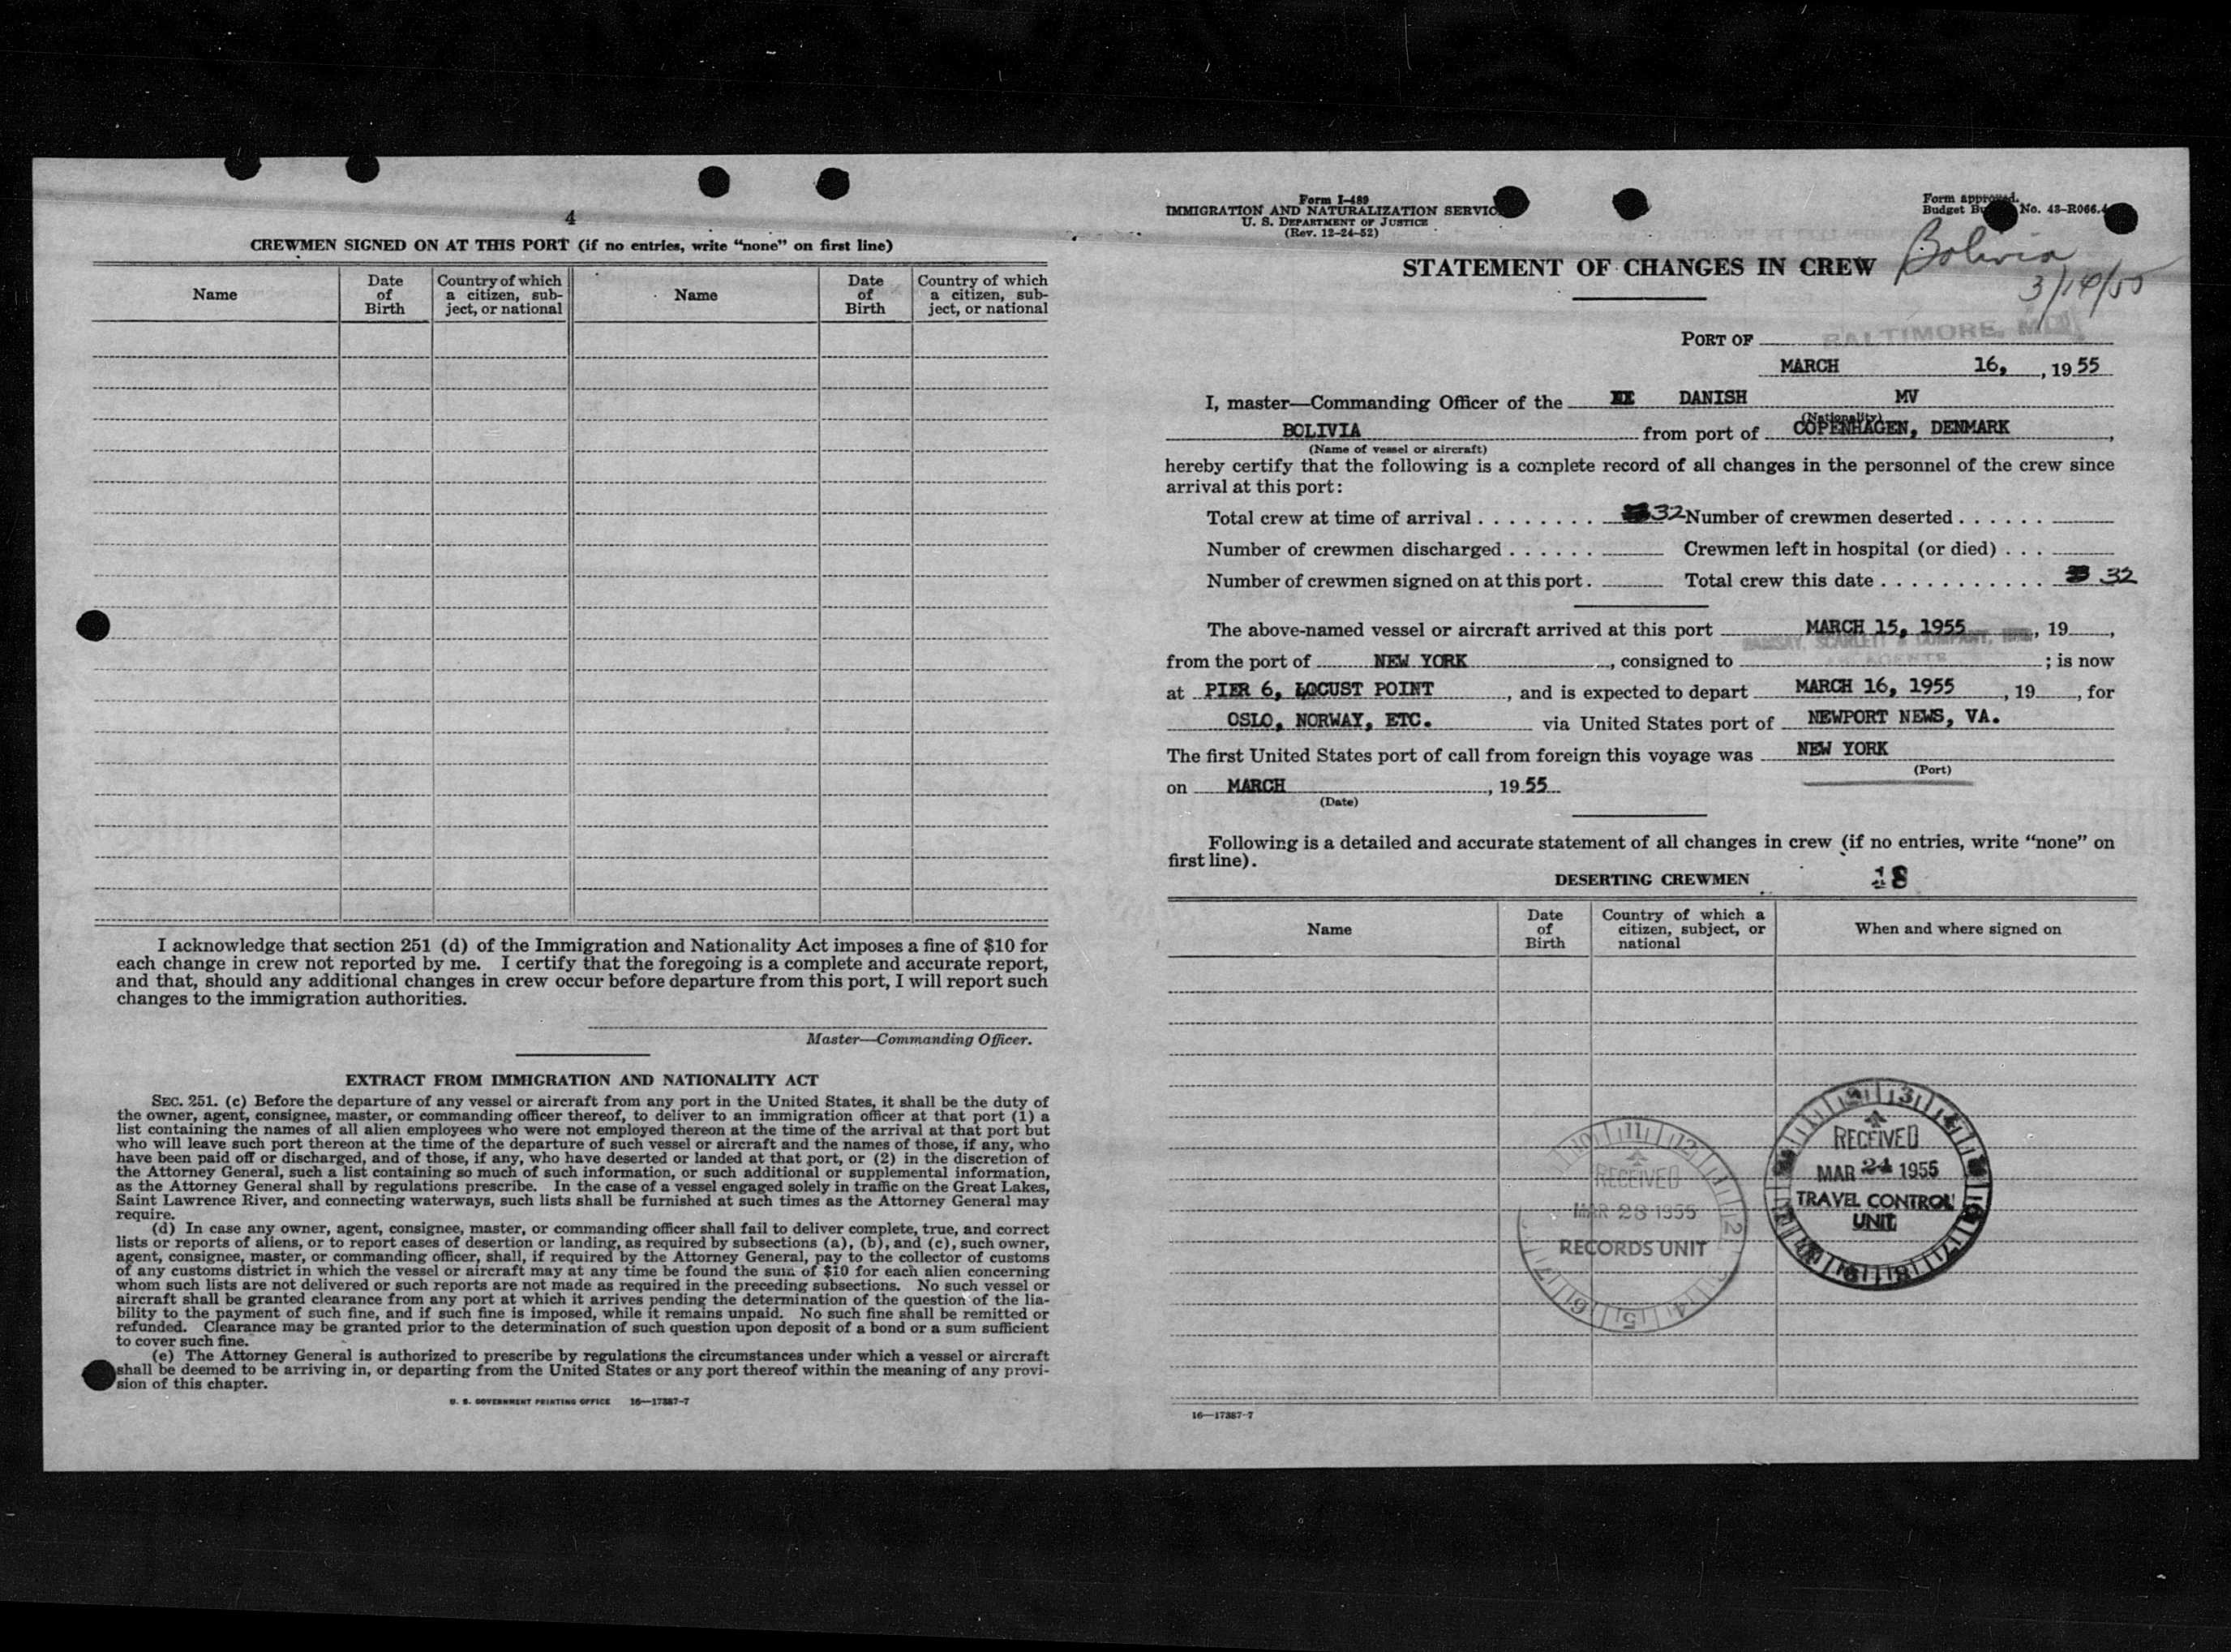 4
CREWMEN SIGNED ON AT THIS PORT (if no entries, write “none” on first line)
Name
Date of Birth
Country of which a citizen, sub-ject, or national
Name
Date of Birth
Country of which a citizen, sub-ject, or national
I acknowledge that section 251 (d) of the Immigration and Nationality Act imposes a fine of $10 for
each change in crew not reported by me. I certify that the foregoing is a complete and accurate report,
and that, should any additional changes in crew occur before departure from this port, I will report such
changes to the immigration authorities.
Master—Commanding Officer.
EXTRACT FROM IMMIGRATION AND NATIONALITY ACT
SEC. 251. (c) Before the departure of any vessel or aircraft from any port in the United States, it shall be the duty of
the owner, agent, consignee, master, or commanding officer thereof, to deliver to an immigration officer at that port (1) a
list containing the names of all alien employees who were not employed thereon at the time of the arrival at that port but
who will leave such port thereon at the time of the departure of such vessel or aircraft and the names of those, if any, who
have been paid off or discharged, and of those, if any, who have deserted or landed at that port, or (2) in the discretion of
the Attorney General, such a list containing so much of such information, or such additional or supplemental information,
as the Attorney General shall by regulations prescribe. In the case of a vessel engaged solely in traffic on the Great Lakes,
Saint Lawrence River, and connecting waterways, such lists shall be furnished at such times as the Attorney General may
require.
(d) In case any owner, agent, consignee, master, or commanding officer shall fail to deliver complete, true, and correct
lists or reports of aliens, or to report cases of desertion or landing, as required by subsections (a), (b), and (c), such owner,
agent, consignee, master, or commanding officer, shall, if required by the Attorney General, pay to the collector of customs
of any customs district in which the vessel or aircraft may at any time be found the sum of $10 for each alien concerning
whom such lists are not delivered or such reports are not made as required in the preceding subsections. No such vessel or
aircraft shall be granted clearance from any port at which it arrives pending the determination of the question of the lia-
bility to the payment of such fine, and if such fine is imposed, while it remains unpaid. No such fine shall be remitted or
refunded. Clearance may be granted prior to the determination of such question upon deposit of a bond or a sum sufficient
to cover such fine.
(e) The Attorney General is authorized to prescribe by regulations the circumstances under which a vessel or aircraft
shall be deemed to be arriving in, or departing from the United States or any port thereof within the meaning of any provi-
sion of this chapter.
U. S. GOVERNMENT PRINTING OFFICE 16—17387-7
Form I-489
IMMIGRATION AND NATURALIZATION SERVIC
U. S. DEPARTMENT OF JUSTICE
(Rev. 12-24-52)
Form approved.
Budget Bu No. 43-R066.4
STATEMENT OF CHANGES IN CREW
Bolivia
3/14/55
PORT OF BALTIMORE, MD.
MARCH 16, , 1955
I, master—Commanding Officer of the DANISH MV
(Nationality)
BOLIVIA from port of COPENHAGEN, DENMARK ,
(Name of vessel or aircraft)
hereby certify that the following is a complete record of all changes in the personnel of the crew since
arrival at this port:
Total crew at time of arrival . . . . . . . . 32 Number of crewmen deserted . . . . . .
Number of crewmen discharged . . . . . . Crewmen left in hospital (or died) . . .
Number of crewmen signed on at this port . Total crew this date . . . . . . . . . . . . 32
The above-named vessel or aircraft arrived at this port MARCH 15, 1955 , 19 ,
RAMSAY, SCARLETT & COMPANY, INC.
from the port of NEW YORK , consigned to AGENTS ; is now
at PIER 6, LOCUST POINT , and is expected to depart MARCH 16, 1955 , 19 , for
OSLO, NORWAY, ETC. via United States port of NEWPORT NEWS, VA.
The first United States port of call from foreign this voyage was NEW YORK
(Port)
on MARCH , 1955
(Date)
Following is a detailed and accurate statement of all changes in crew (if no entries, write “none” on
first line).
DESERTING CREWMEN 18
Name
Date of Birth
Country of which a citizen, subject, or national
When and where signed on
RECEIVED
MAR 28 1955
RECORDS UNIT
RECEIVED
MAR 24 1955
TRAVEL CONTROL
UNIT
16—17387-7